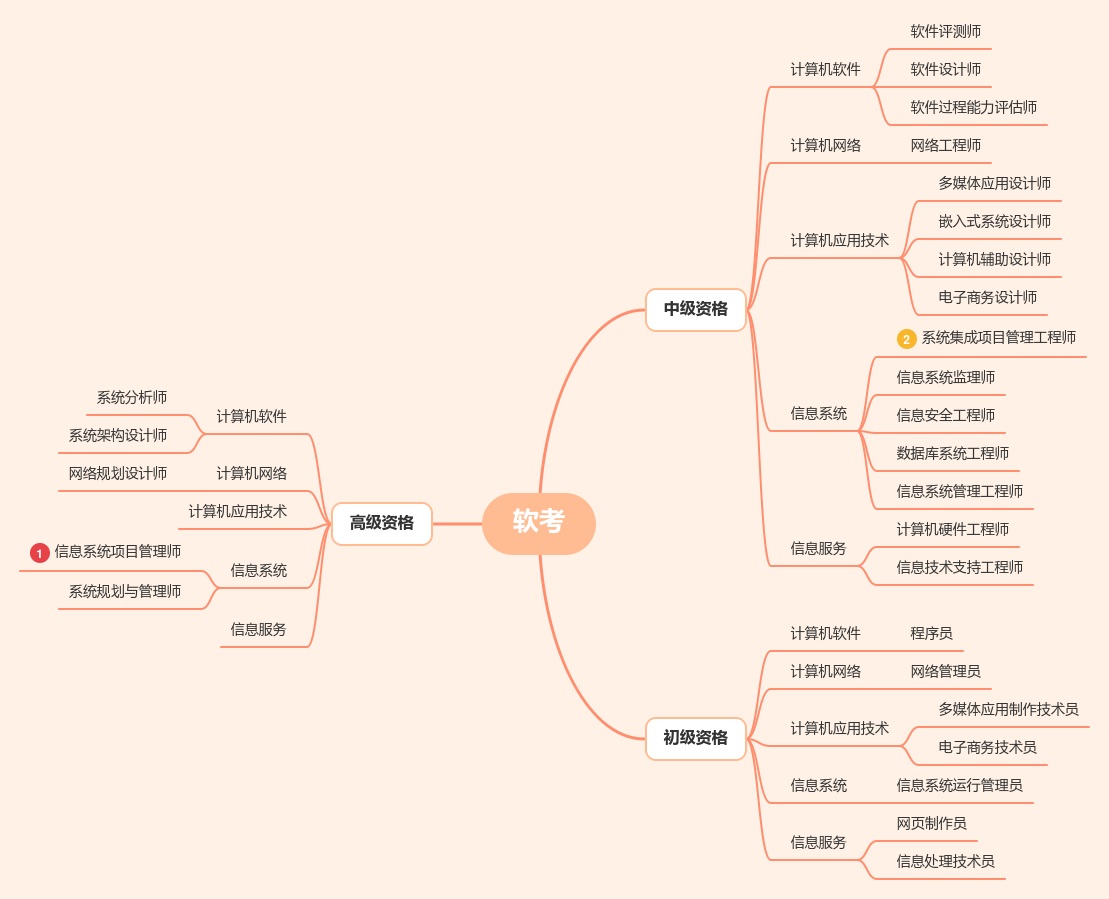 软考
中级资格
计算机软件
软件评测师
软件设计师
软件过程能力评估师
计算机网络
网络工程师
计算机应用技术
多媒体应用设计师
嵌入式系统设计师
计算机辅助设计师
电子商务设计师
信息系统
2 系统集成项目管理工程师
信息系统监理师
信息安全工程师
数据库系统工程师
信息系统管理工程师
信息服务
计算机硬件工程师
信息技术支持工程师
初级资格
计算机软件
程序员
计算机网络
网络管理员
计算机应用技术
多媒体应用制作技术员
电子商务技术员
信息系统
信息系统运行管理员
信息服务
网页制作员
信息处理技术员
高级资格
计算机软件
系统分析师
系统架构设计师
计算机网络
网络规划设计师
计算机应用技术
信息系统
1 信息系统项目管理师
系统规划与管理师
信息服务